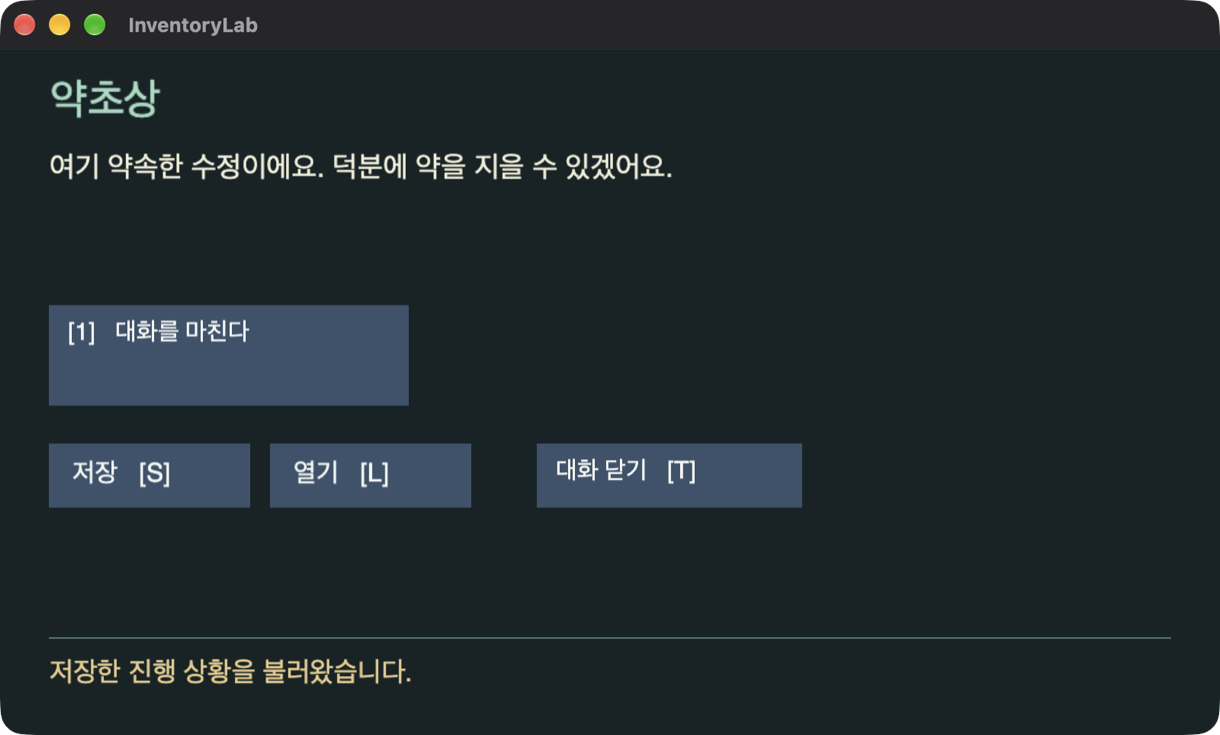 InventoryLab
약초상
여기 약속한 수정이에요. 덕분에 약을 지을 수 있겠어요.
[1] 대화를 마친다
저장 [S] 열기 [L] 대화 닫기 [T]
저장한 진행 상황을 불러왔습니다.